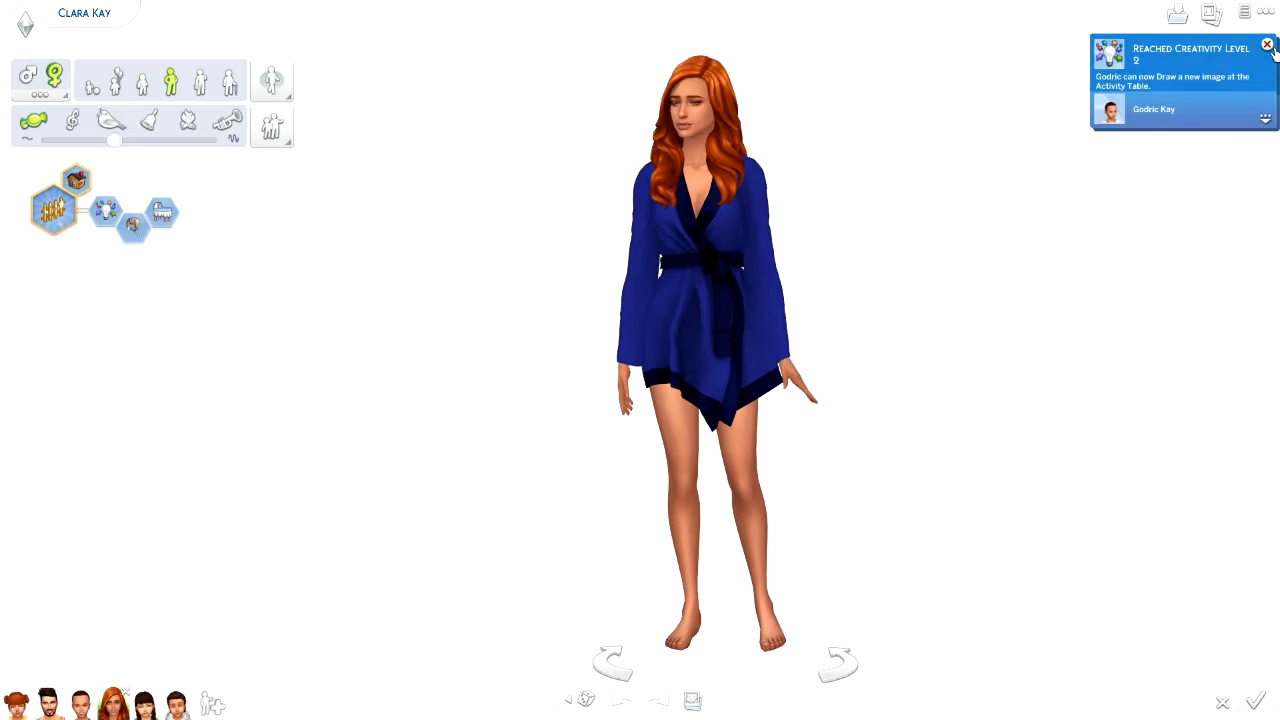 Clara Kay
Reached Creativity Level
2
Godric can now Draw a new image at the
Activity Table.
Godric Kay